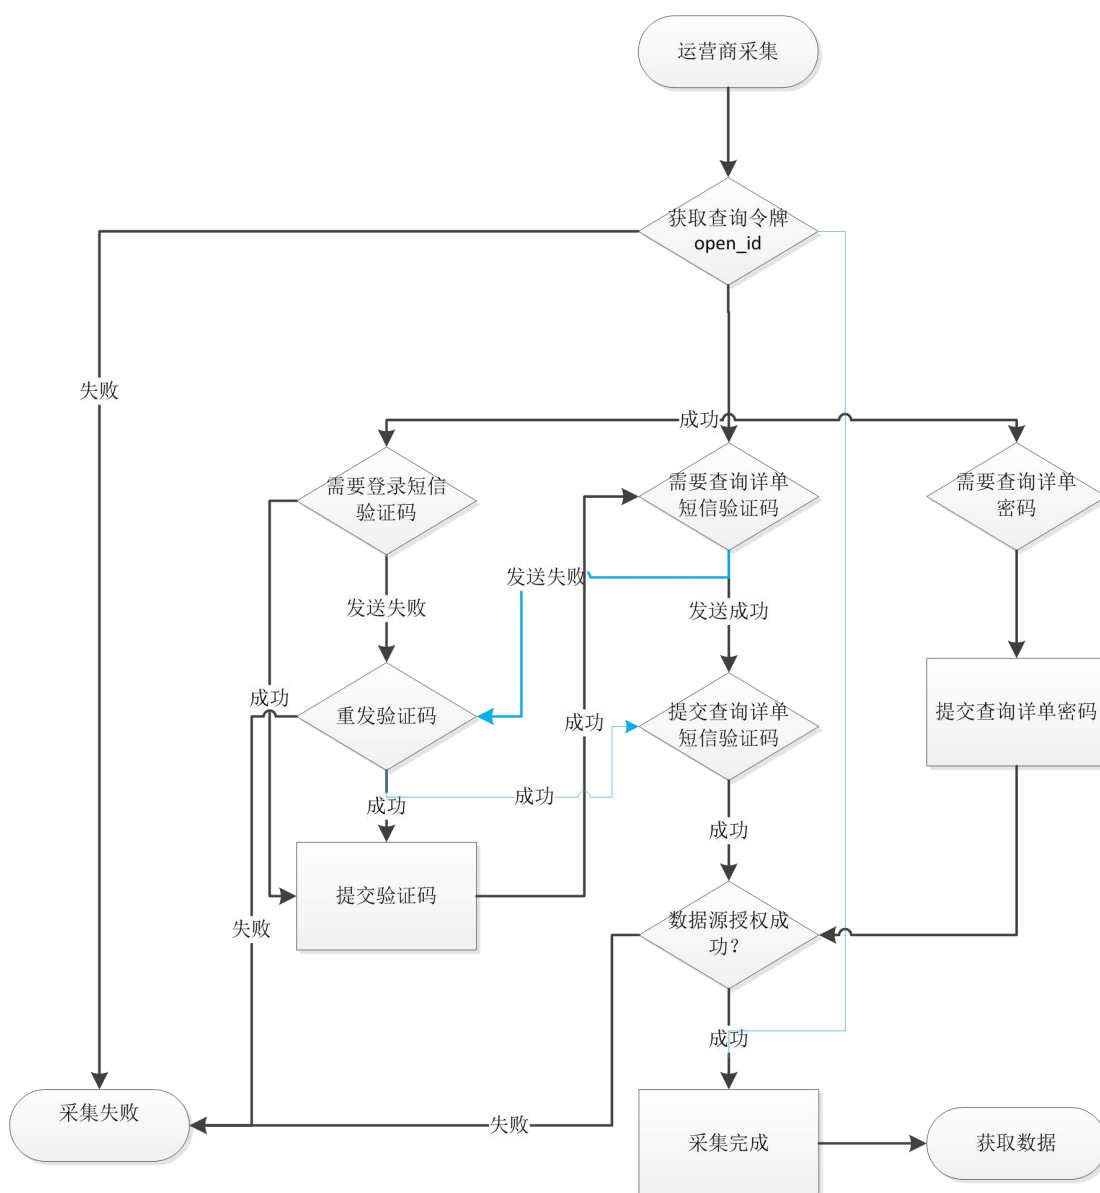 运营商采集
获取查询令牌
open_id
失败
成功
需要登录短信
验证码
需要查询详单
短信验证码
需要查询详单
密码
发送失败
发送失败
发送成功
成功
重发验证码
成功
提交查询详单
短信验证码
提交查询详单密码
成功
成功
成功
提交验证码
失败
数据源授权成
功?
成功
采集失败
失败
采集完成
获取数据